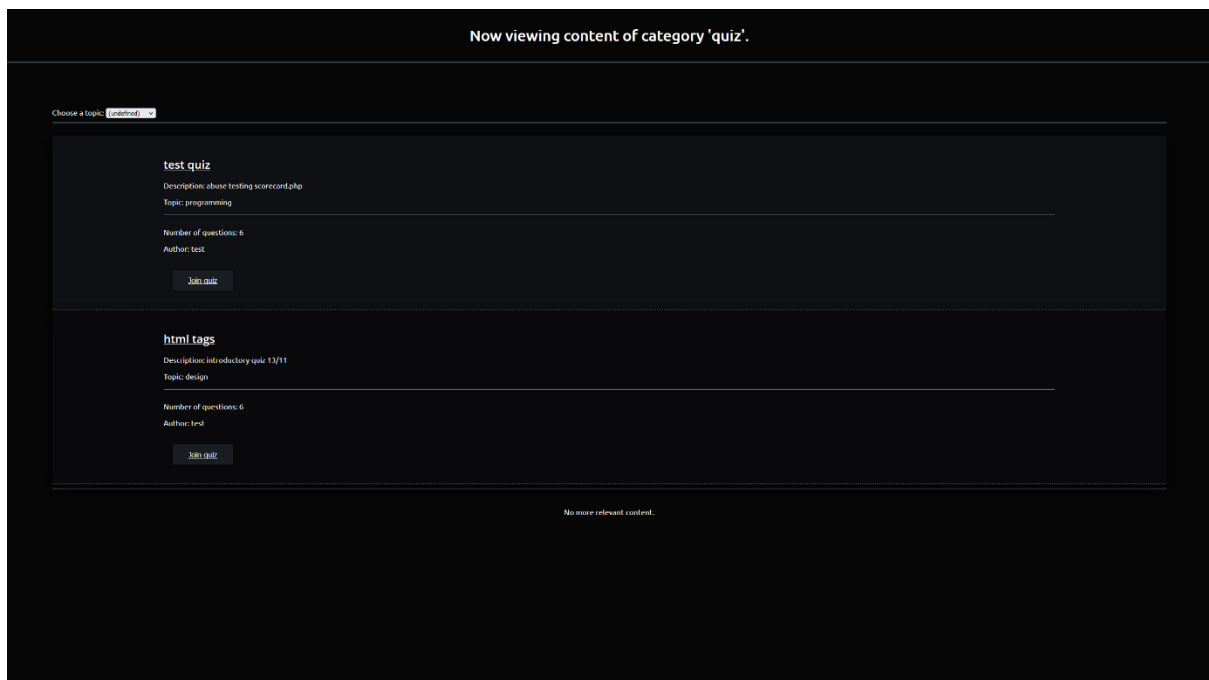 Now viewing content of category 'quiz'.
Choose a topic: (undefined)
test quiz
Description: abuse testing scorecard.php
Topic: programming
Number of questions: 6
Author: test
Join quiz
html tags
Description: introductory quiz 13/11
Topic: design
Number of questions: 6
Author: test
Join quiz
No more relevant content.